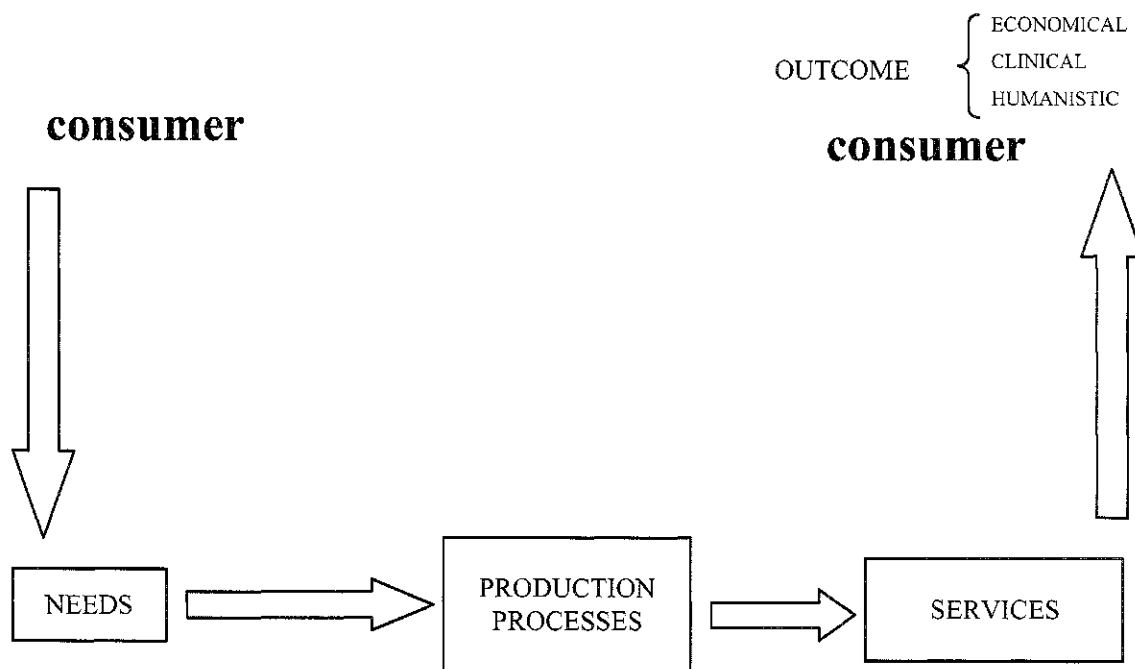 ECONOMICAL
OUTCOME
CLINICAL
HUMANISTIC
consumer
consumer
NEEDS
PRODUCTION
PROCESSES
SERVICES